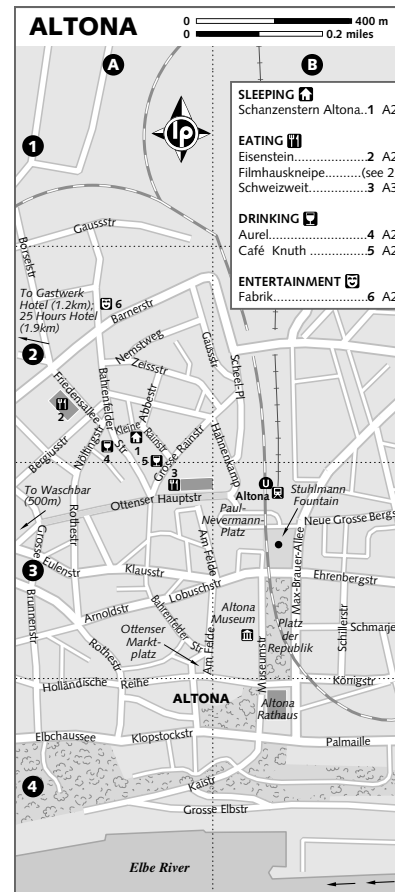 ALTONA
0 400 m
0 0.2 miles
A
B
SLEEPING
Schanzenstern Altona..1 A2
EATING
Eisenstein....................2 A2
Filmhauskneipe..........(see 2)
Schweizweit................3 A3
DRINKING
Aurel...........................4 A2
Café Knuth .................5 A2
ENTERTAINMENT
Fabrik..........................6 A2
lp
1
Gaussstr
Borselstr
To Gastwerk
Hotel (1.2km);
25 Hours Hotel
(1.9km)
6
Barnerstr
Nernstweg
Zeissstr
Gaussstr
Scheel-Pl
2
Friedensallee
Bahrenfelder Str
Abbestr
2
Nöltingstr
Kleine Rainstr
1
4
5
3
Grosse Rainstr
Hahnenkamp
Bergiusstr
U
Altona
Stuhlmann
Fountain
To Waschbar
(500m)
Ottenser Hauptstr
Paul-
Nevermann-
Platz
Neue Grosse Bergs
Rothestr
Grosse Brunnenstr
3
Eulenstr
Klausstr
Am Felde
Max-Brauer-Allee
Ehrenbergstr
Lobuschstr
Arnoldstr
Bahrenfelder Str
Altona
Museum
Platz
der
Republik
Schillerstr
Schmarje
Ottenser
Markt-
platz
Rothestr
Am Felde
Museumstr
Holländische Reihe
ALTONA
Königstr
Altona
Rathaus
Elbchaussee
Klopstockstr
Palmaille
4
Kaistr
Grosse Elbstr
Elbe River